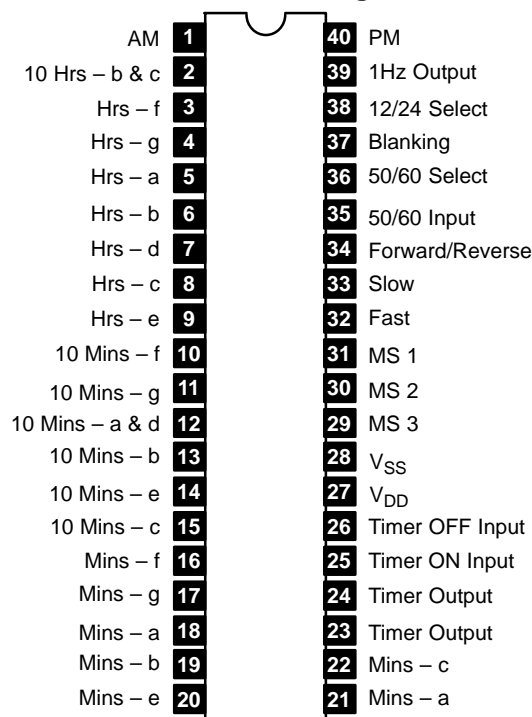 AM 1
10 Hrs – b & c 2
Hrs – f 3
Hrs – g 4
Hrs – a 5
Hrs – b 6
Hrs – d 7
Hrs – c 8
Hrs – e 9
10 Mins – f 10
10 Mins – g 11
10 Mins – a & d 12
10 Mins – b 13
10 Mins – e 14
10 Mins – c 15
Mins – f 16
Mins – g 17
Mins – a 18
Mins – b 19
Mins – e 20
40 PM
39 1Hz Output
38 12/24 Select
37 Blanking
36 50/60 Select
35 50/60 Input
34 Forward/Reverse
33 Slow
32 Fast
31 MS 1
30 MS 2
29 MS 3
28 VSS
27 VDD
26 Timer OFF Input
25 Timer ON Input
24 Timer Output
23 Timer Output
22 Mins – c
21 Mins – a